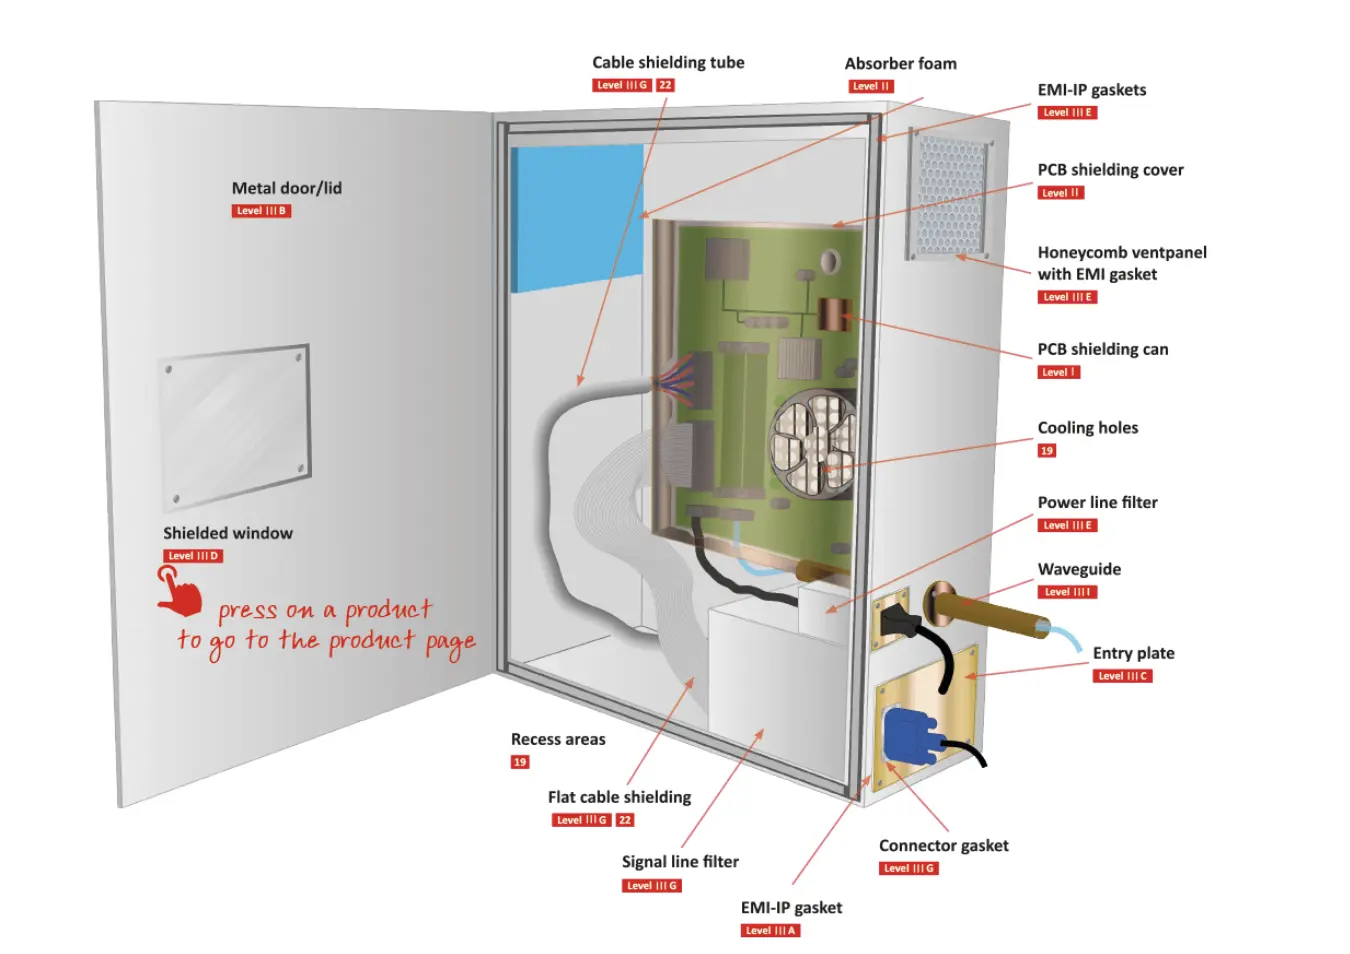 Cable shielding tube
Level III G 22
Absorber foam
Level II
EMI-IP gaskets
Level III E
PCB shielding cover
Level II
Metal door/lid
Level III B
Honeycomb ventpanel
with EMI gasket
Level III E
PCB shielding can
Level I
Cooling holes
19
Power line filter
Level III E
Shielded window
Level III D
Waveguide
Level III I
press on a product
to go to the product page
Entry plate
Level III C
Recess areas
19
Flat cable shielding
Level III G 22
Signal line filter
Level III G
Connector gasket
Level III G
EMI-IP gasket
Level III A